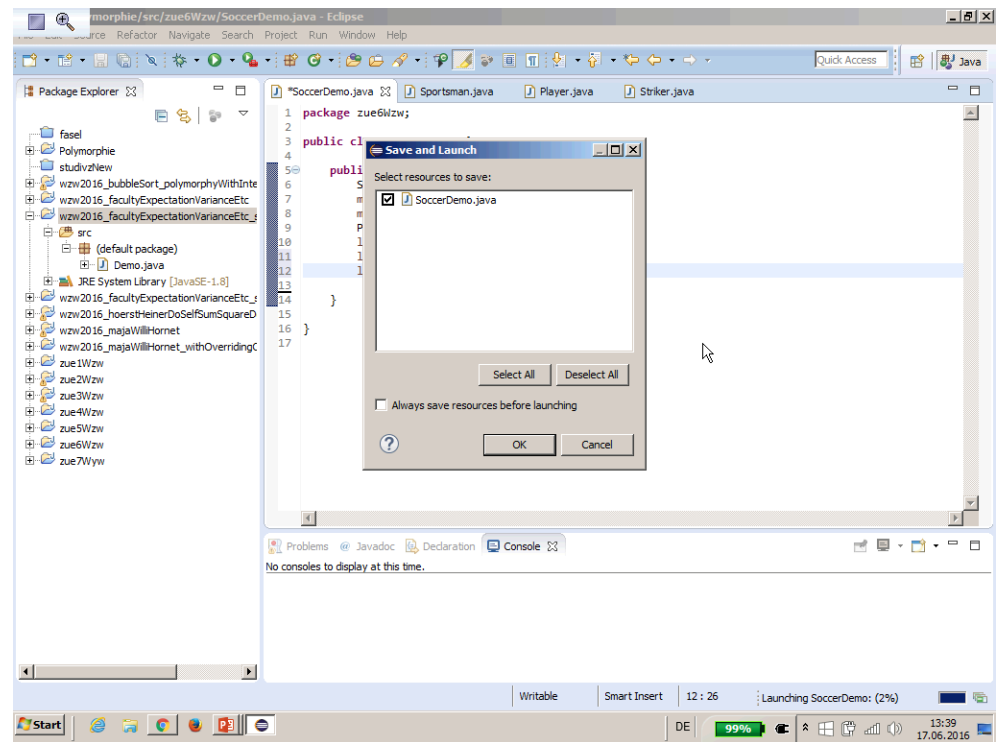 morphie/src/zue6Wzw/SoccerDemo.java - Eclipse
Refactor Navigate Search Project Run Window Help
Quick Access
Java
Package Explorer
fasel
Polymorphie
studivzNew
wzw2016_bubbleSort_polymorphyWithInte
wzw2016_facultyExpectationVarianceEtc
wzw2016_facultyExpectationVarianceEtc_s
src
(default package)
Demo.java
JRE System Library [JavaSE-1.8]
wzw2016_facultyExpectationVarianceEtc_s
wzw2016_hoerstHeinerDoSelfSumSquareD
wzw2016_majaWilliHornet
wzw2016_majaWilliHornet_withOverridingC
zue1Wzw
zue2Wzw
zue3Wzw
zue4Wzw
zue5Wzw
zue6Wzw
zue7Wyw
*SoccerDemo.java Sportsman.java Player.java Striker.java
1 package zue6Wzw;
2
3 public cl
4
5 publi
6 S
7 m
8 m
9 P
10 l
11 l
12 l
13
14 }
15
16 }
17
Save and Launch
Select resources to save:
SoccerDemo.java
Select All Deselect All
Always save resources before launching
OK Cancel
Problems @ Javadoc Declaration Console
No consoles to display at this time.
Writable Smart Insert 12 : 26 Launching SoccerDemo: (2%)
Start
DE 99% 13:39
17.06.2016